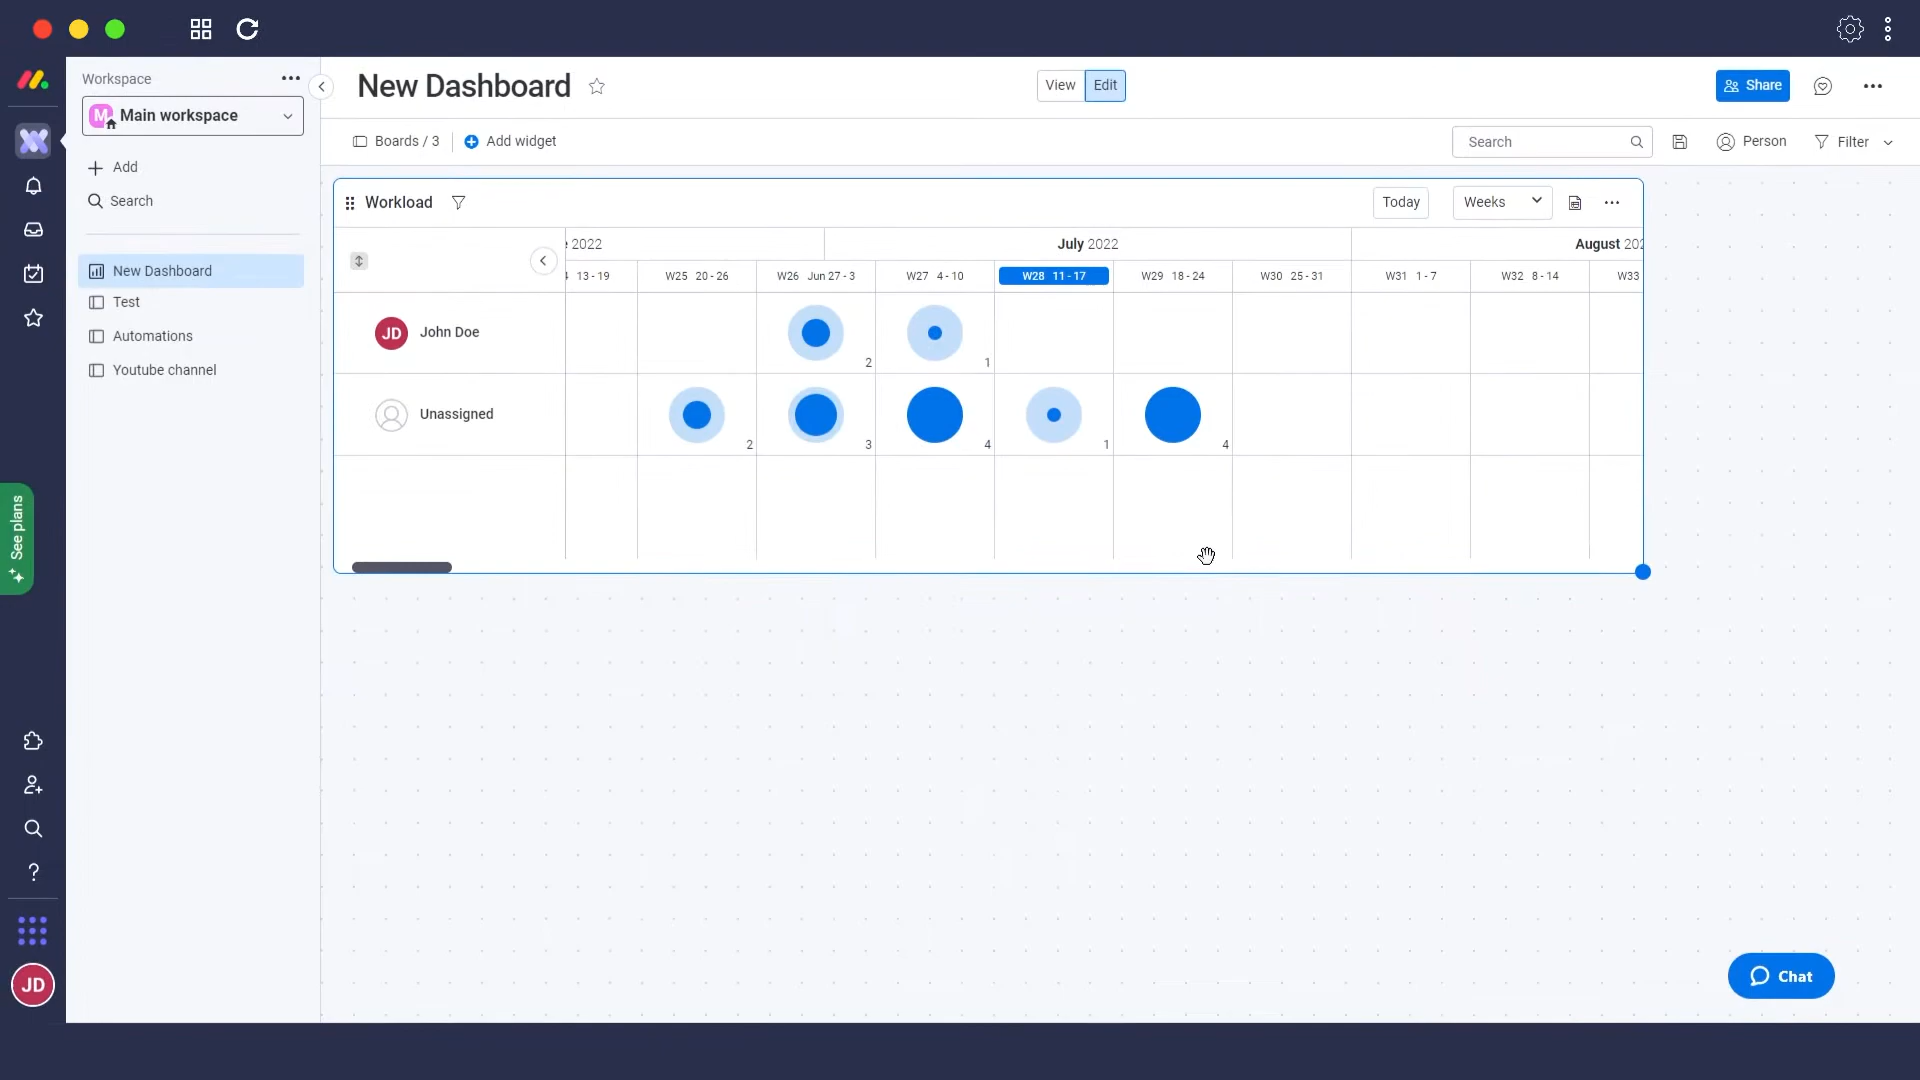 Workspace
M Main workspace
Add
Search
New Dashboard
Test
Automations
Youtube channel
See plans
JD
New Dashboard
View Edit
Share
Boards / 3 Add widget
Search
Person
Filter
Workload
Today
Weeks
2022 July 2022 August
13 - 19 W25 20 - 26 W26 Jun 27 - 3 W27 4 - 10 W28 11 - 17 W29 18 - 24 W30 25 - 31 W31 1 - 7 W32 8 - 14 W33
JD John Doe 2 1
Unassigned 2 3 4 1 4
Chat